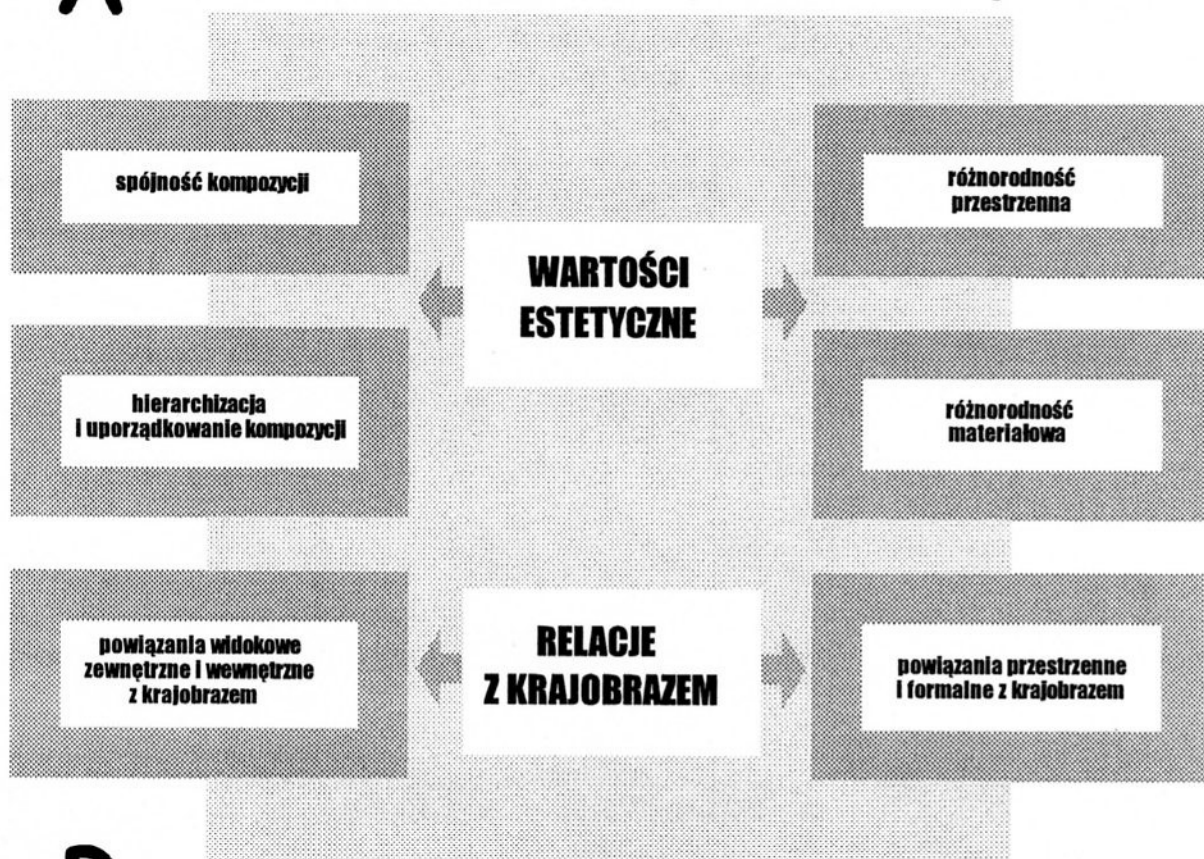 spójność kompozycji
różnorodność
przestrzenna
WARTOŚCI
ESTETYCZNE
hierarchizacja
i uporządkowanie kompozycji
różnorodność
materiałowa
powiązania widokowe
zewnętrzne i wewnętrzne
z krajobrazem
RELACJE
Z KRAJOBRAZEM
powiązania przestrzenne
i formalne z krajobrazem